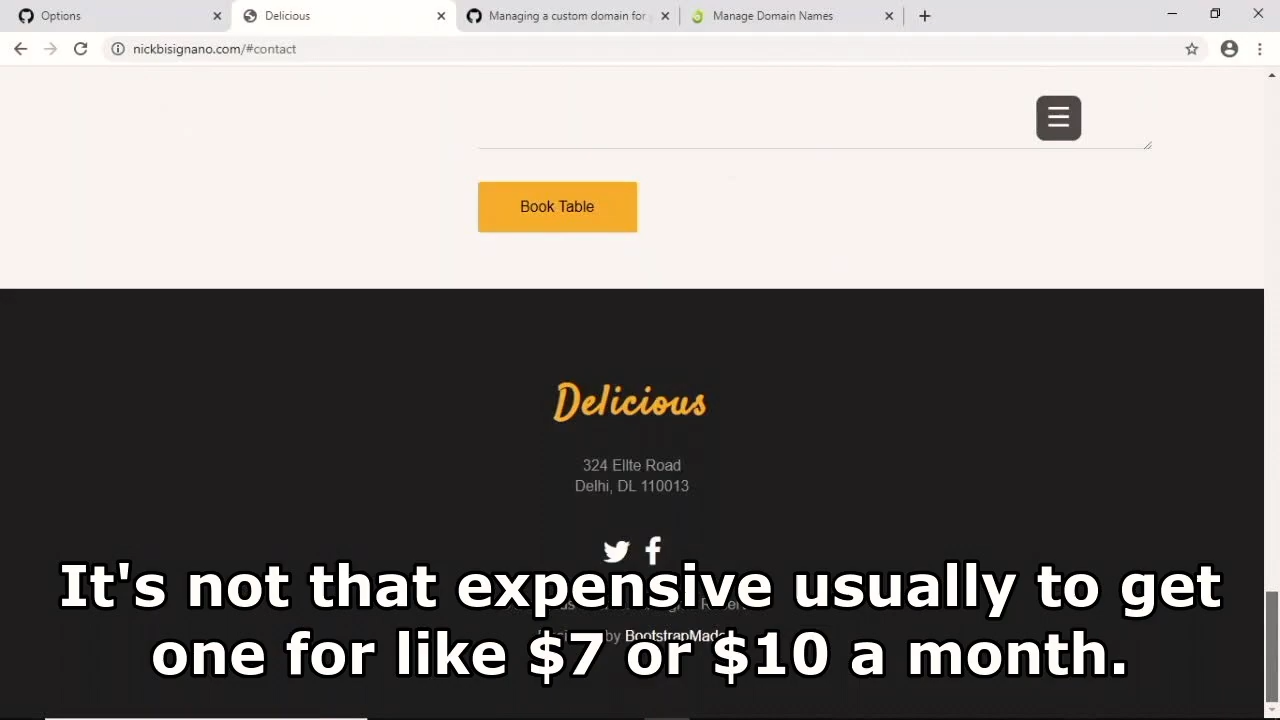 Options
Delicious
Managing a custom domain for
Manage Domain Names
nickbisignano.com/#contact
Book Table
Delicious
324 Ellte Road
Delhi, DL 110013
It's not that expensive usually to get
one for like $7 or $10 a month.
by BootstrapMade